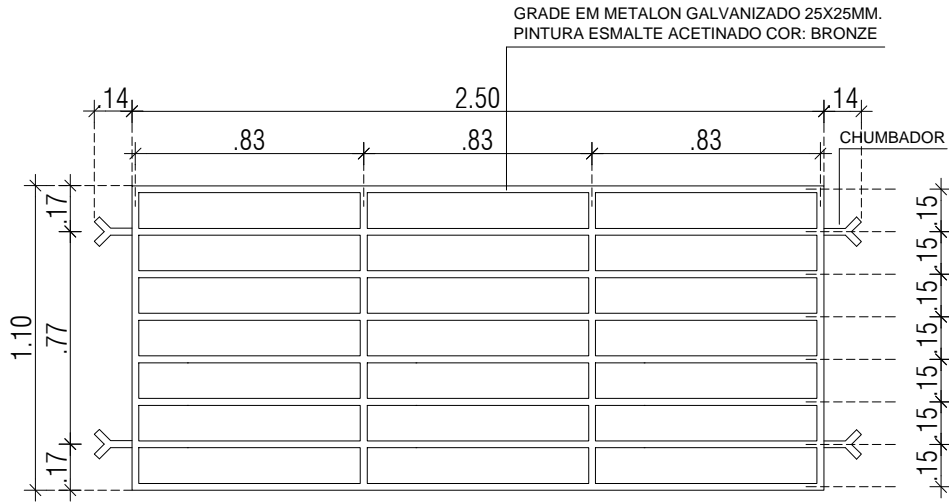 GRADE EM METALON GALVANIZADO 25X25MM.
PINTURA ESMALTE ACETINADO COR: BRONZE
.14 2.50 .14
.83 .83 .83
CHUMBADOR
.17
.77
.17
1.10
.15
.15
.15
.15
.15
.15
.15